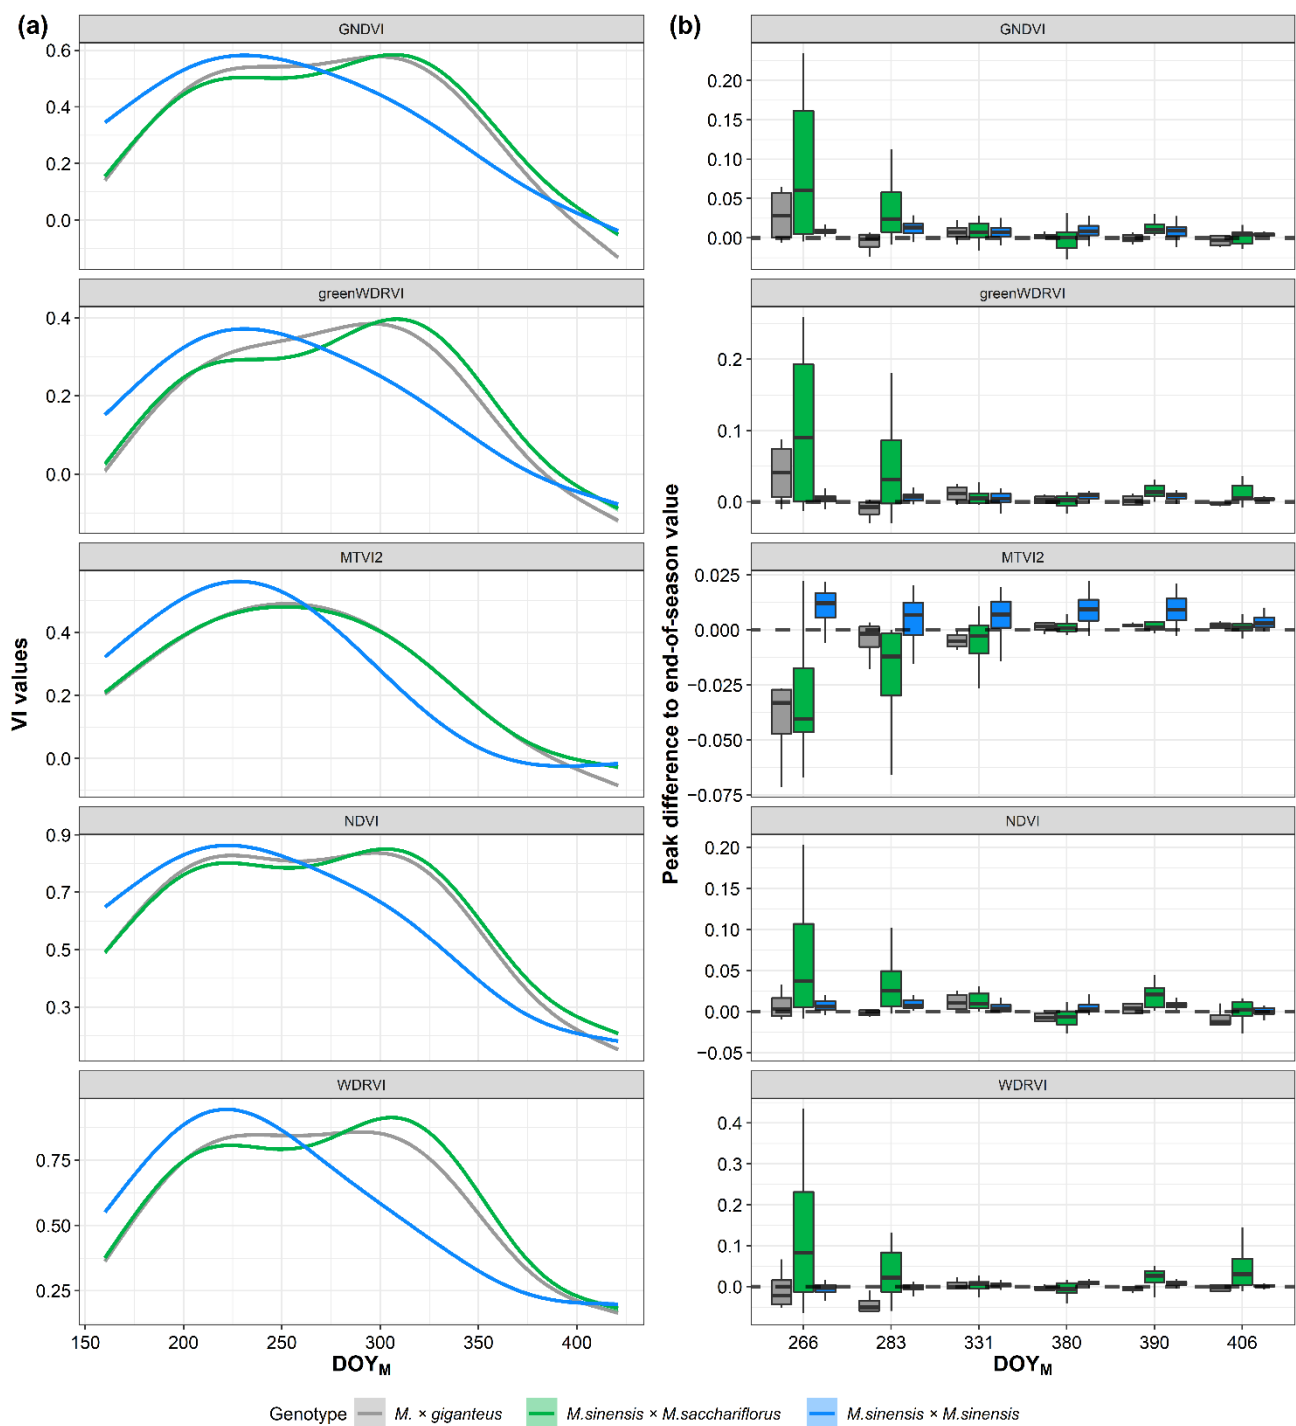 (a)
GNDVI
0.6
0.4
0.2
0.0
greenWDRVI
0.4
0.2
0.0
MTVI2
0.4
0.2
0.0
NDVI
0.9
0.7
0.5
0.3
WDRVI
0.75
0.50
0.25
150 200 250 300 350 400
DOYM
VI values
(b)
GNDVI
0.20
0.15
0.10
0.05
0.00
greenWDRVI
0.2
0.1
0.0
MTVI2
0.025
0.000
−0.025
−0.050
−0.075
NDVI
0.20
0.15
0.10
0.05
0.00
−0.05
WDRVI
0.4
0.3
0.2
0.1
0.0
266 283 331 380 390 406
DOYM
Peak difference to end-of-season value
Genotype M. × giganteus M.sinensis × M.sacchariflorus M.sinensis × M.sinensis